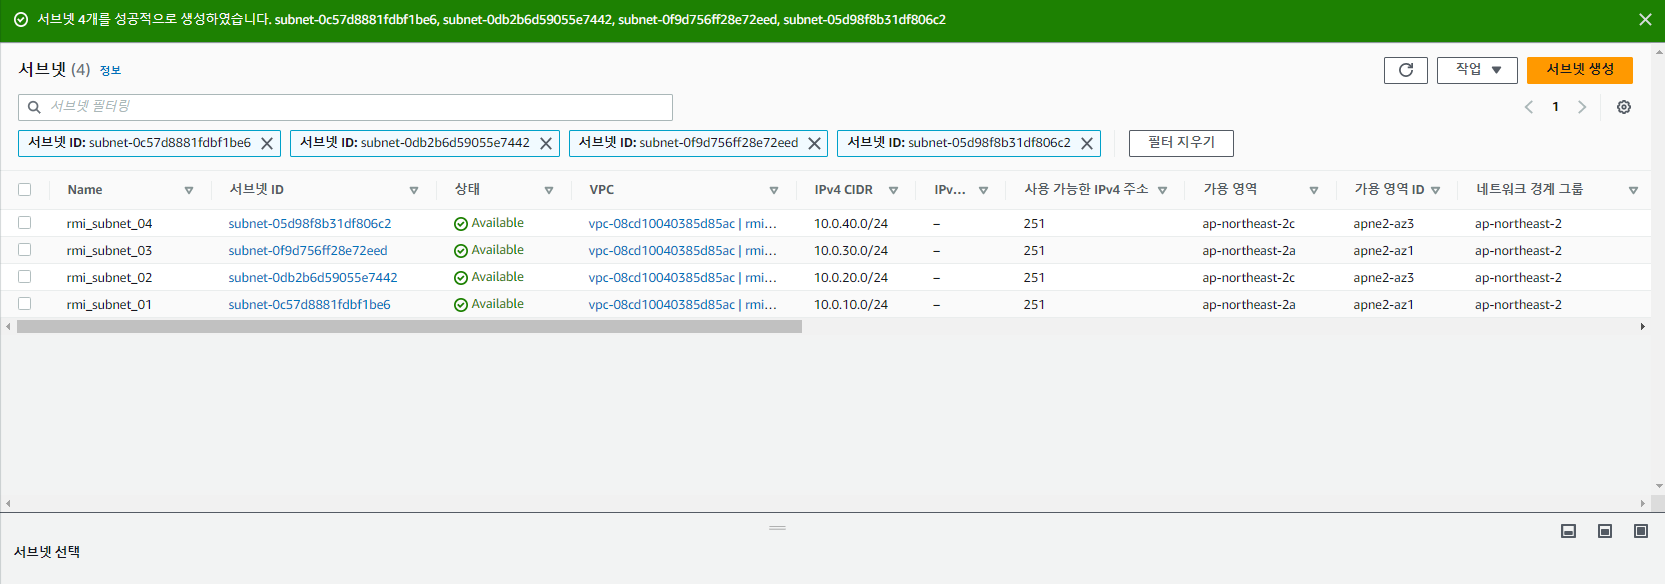 서브넷 4개를 성공적으로 생성하였습니다. subnet-0c57d8881fdbf1be6, subnet-0db2b6d59055e7442, subnet-0f9d756ff28e72eed, subnet-05d98f8b31df806c2
서브넷 (4) 정보
작업
서브넷 생성
서브넷 필터링
1
서브넷 ID: subnet-0c57d8881fdbf1be6
서브넷 ID: subnet-0db2b6d59055e7442
서브넷 ID: subnet-0f9d756ff28e72eed
서브넷 ID: subnet-05d98f8b31df806c2
필터 지우기
Name 서브넷 ID 상태 VPC IPv4 CIDR IPv... 사용 가능한 IPv4 주소 가용 영역 가용 영역 ID 네트워크 경계 그룹
rmi_subnet_04 subnet-05d98f8b31df806c2 Available vpc-08cd10040385d85ac | rmi... 10.0.40.0/24 – 251 ap-northeast-2c apne2-az3 ap-northeast-2
rmi_subnet_03 subnet-0f9d756ff28e72eed Available vpc-08cd10040385d85ac | rmi... 10.0.30.0/24 – 251 ap-northeast-2a apne2-az1 ap-northeast-2
rmi_subnet_02 subnet-0db2b6d59055e7442 Available vpc-08cd10040385d85ac | rmi... 10.0.20.0/24 – 251 ap-northeast-2c apne2-az3 ap-northeast-2
rmi_subnet_01 subnet-0c57d8881fdbf1be6 Available vpc-08cd10040385d85ac | rmi... 10.0.10.0/24 – 251 ap-northeast-2a apne2-az1 ap-northeast-2
서브넷 선택